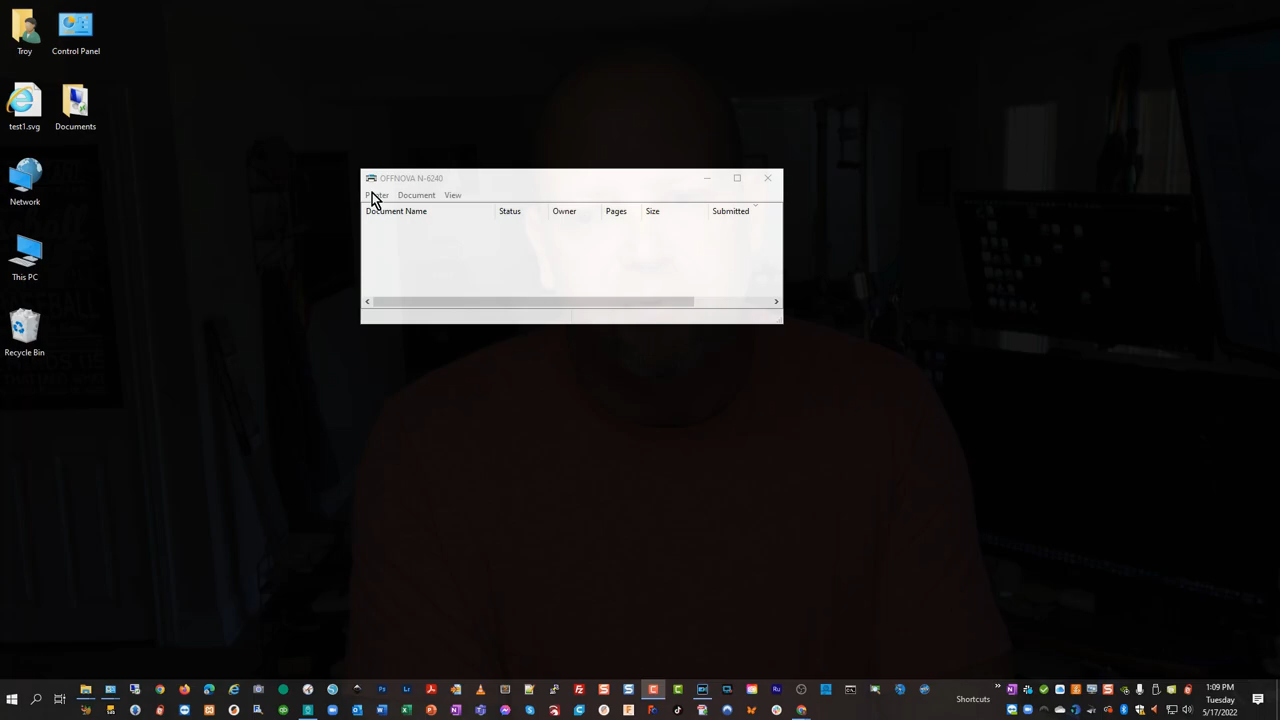 Troy
Control Panel
test1.svg
Documents
Network
This PC
Recycle Bin
OFFNOVA N-6240
Printer Document View
Document Name Status Owner Pages Size Submitted
Shortcuts
1:09 PM
Tuesday
5/17/2022